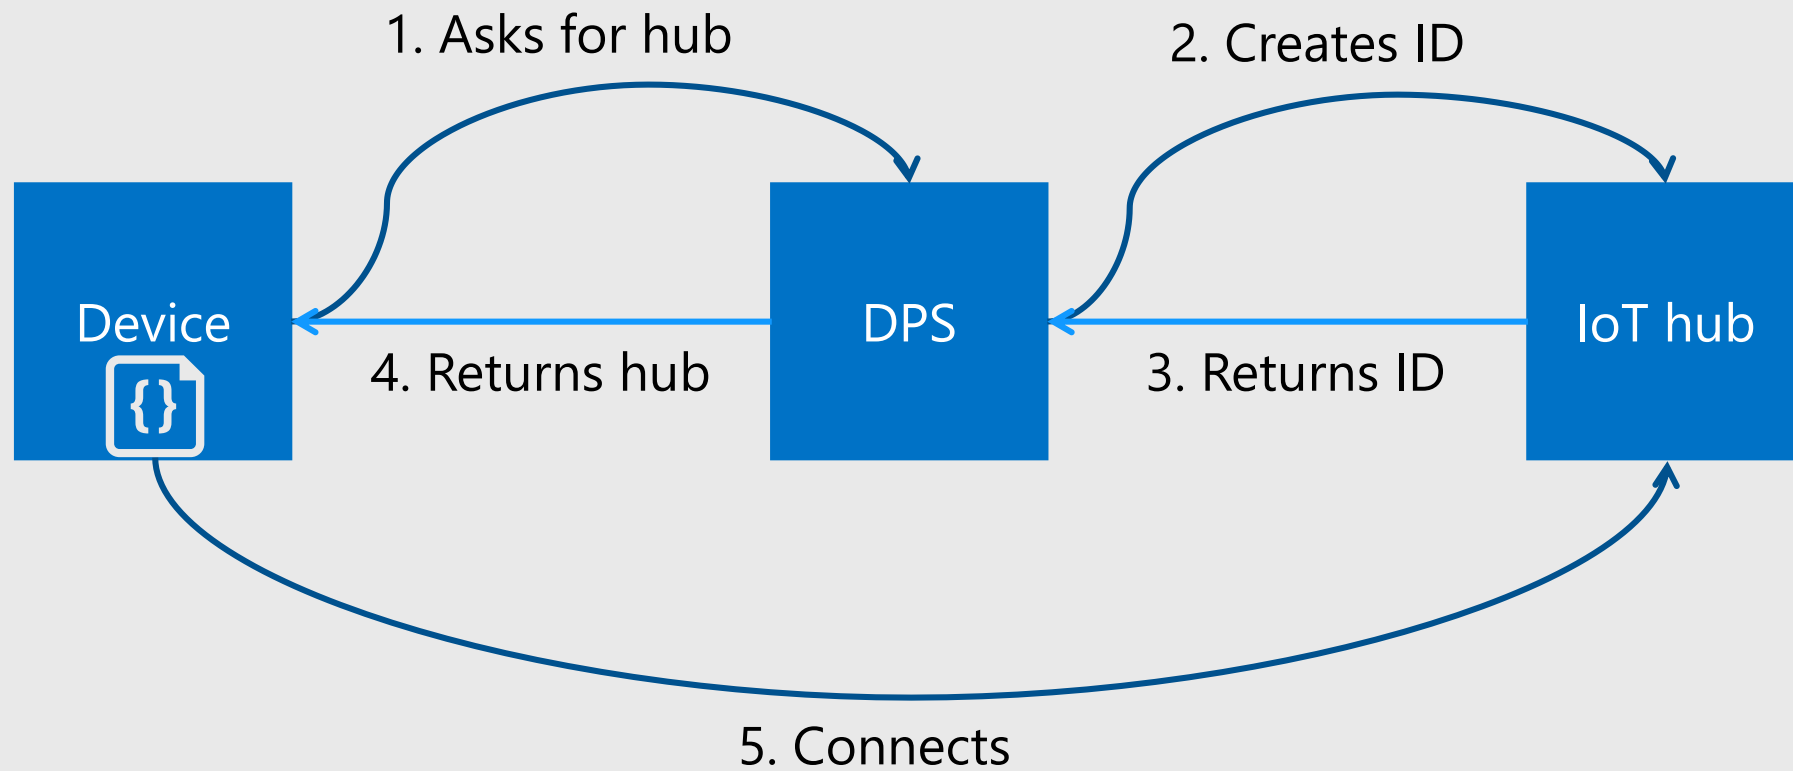 1. Asks for hub
2. Creates ID
Device
{}
DPS
IoT hub
4. Returns hub
3. Returns ID
5. Connects